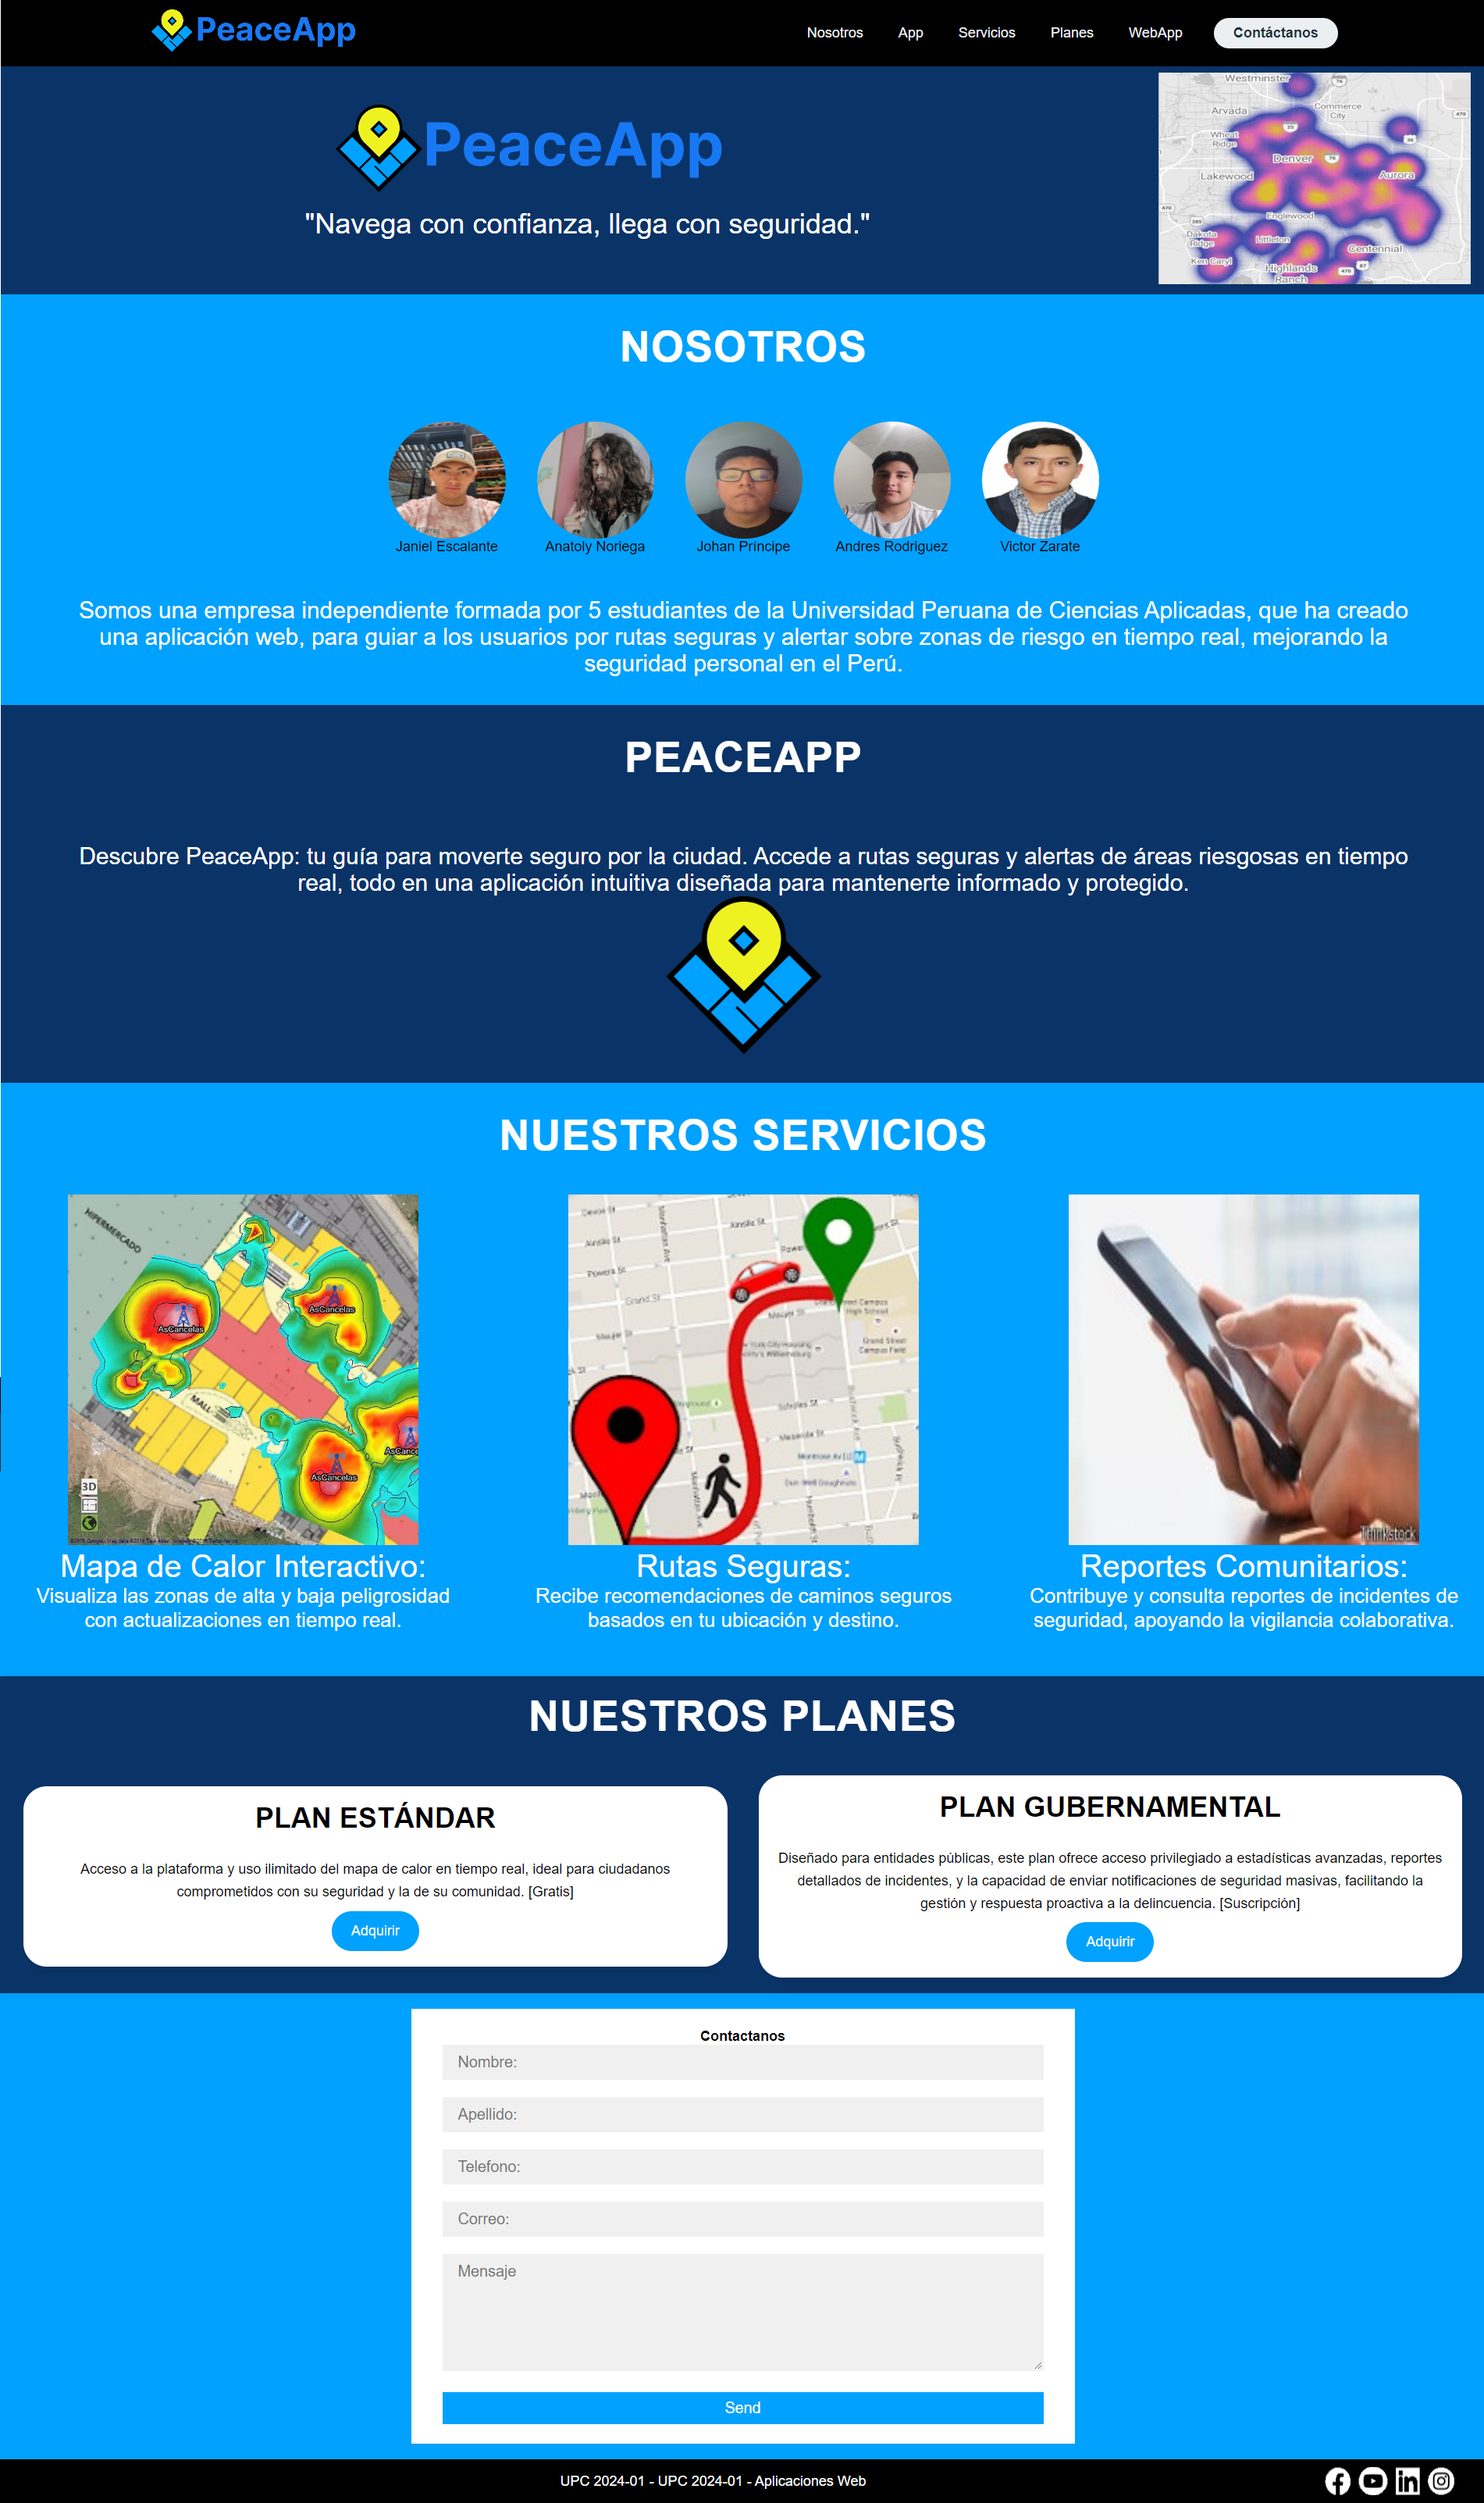 PeaceApp
Nosotros App Servicios Planes WebApp Contáctanos
PeaceApp
"Navega con confianza, llega con seguridad."
Westminster
Arvada
Commerce
City
Wheat
Ridge
Denver
Lakewood
Aurora
Englewood
Dakota
Ridge
Littleton
Centennial
Ken Caryl
Highlands
Ranch
NOSOTROS
Janiel Escalante
Anatoly Noriega
Johan Príncipe
Andres Rodriguez
Victor Zarate
Somos una empresa independiente formada por 5 estudiantes de la Universidad Peruana de Ciencias Aplicadas, que ha creado
una aplicación web, para guiar a los usuarios por rutas seguras y alertar sobre zonas de riesgo en tiempo real, mejorando la
seguridad personal en el Perú.
PEACEAPP
Descubre PeaceApp: tu guía para moverte seguro por la ciudad. Accede a rutas seguras y alertas de áreas riesgosas en tiempo
real, todo en una aplicación intuitiva diseñada para mantenerte informado y protegido.
NUESTROS SERVICIOS
HIPERMERCADO
AsCancelas
AsCancelas
MALL
AsCancelas
3D
Grand St
Powers St
Grand Street
Campus Field
Thinkstock
Mapa de Calor Interactivo:
Visualiza las zonas de alta y baja peligrosidad
con actualizaciones en tiempo real.
Rutas Seguras:
Recibe recomendaciones de caminos seguros
basados en tu ubicación y destino.
Reportes Comunitarios:
Contribuye y consulta reportes de incidentes de
seguridad, apoyando la vigilancia colaborativa.
NUESTROS PLANES
PLAN ESTÁNDAR
Acceso a la plataforma y uso ilimitado del mapa de calor en tiempo real, ideal para ciudadanos
comprometidos con su seguridad y la de su comunidad. [Gratis]
Adquirir
PLAN GUBERNAMENTAL
Diseñado para entidades públicas, este plan ofrece acceso privilegiado a estadísticas avanzadas, reportes
detallados de incidentes, y la capacidad de enviar notificaciones de seguridad masivas, facilitando la
gestión y respuesta proactiva a la delincuencia. [Suscripción]
Adquirir
Contactanos
Nombre:
Apellido:
Telefono:
Correo:
Mensaje
Send
UPC 2024-01 - UPC 2024-01 - Aplicaciones Web